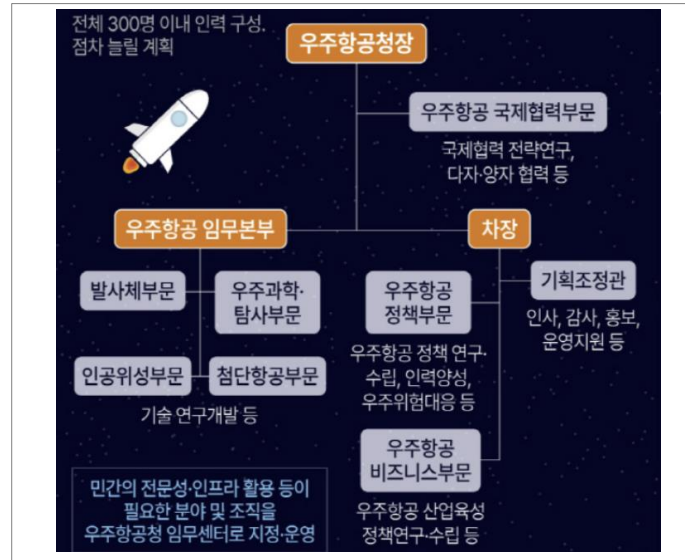 전체 300명 이내 인력 구성.
점차 늘릴 계획
우주항공청장
우주항공 국제협력부문
국제협력 전략연구,
다자·양자 협력 등
우주항공 임무본부
차장
발사체부문
우주과학·
탐사부문
인공위성부문
첨단항공부문
기술 연구개발 등
우주항공
정책부문
우주항공 정책 연구·
수립, 인력양성,
우주위험대응 등
기획조정관
인사, 감사, 홍보,
운영지원 등
우주항공
비즈니스부문
우주항공 산업육성
정책연구·수립 등
민간의 전문성·인프라 활용 등이
필요한 분야 및 조직을
우주항공청 임무센터로 지정·운영